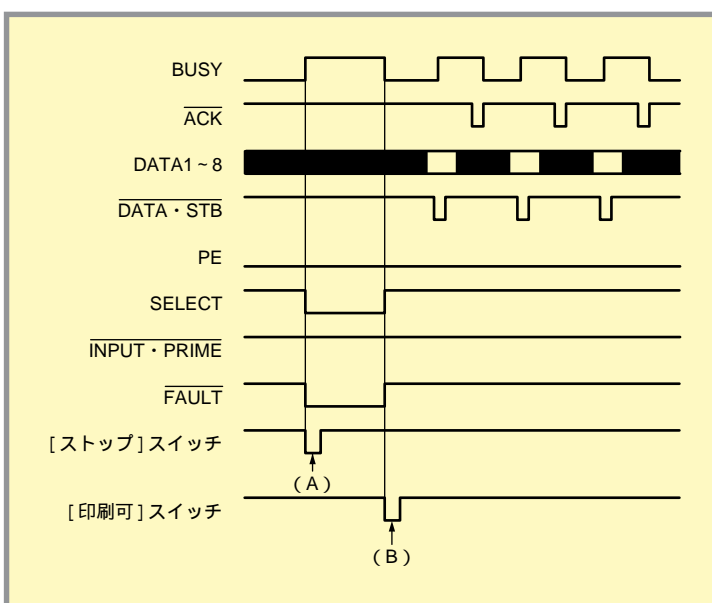 BUSY
ACK
DATA1~8
DATA・STB
PE
SELECT
INPUT・PRIME
FAULT
[ストップ]スイッチ
(A)
[印刷可]スイッチ
(B)